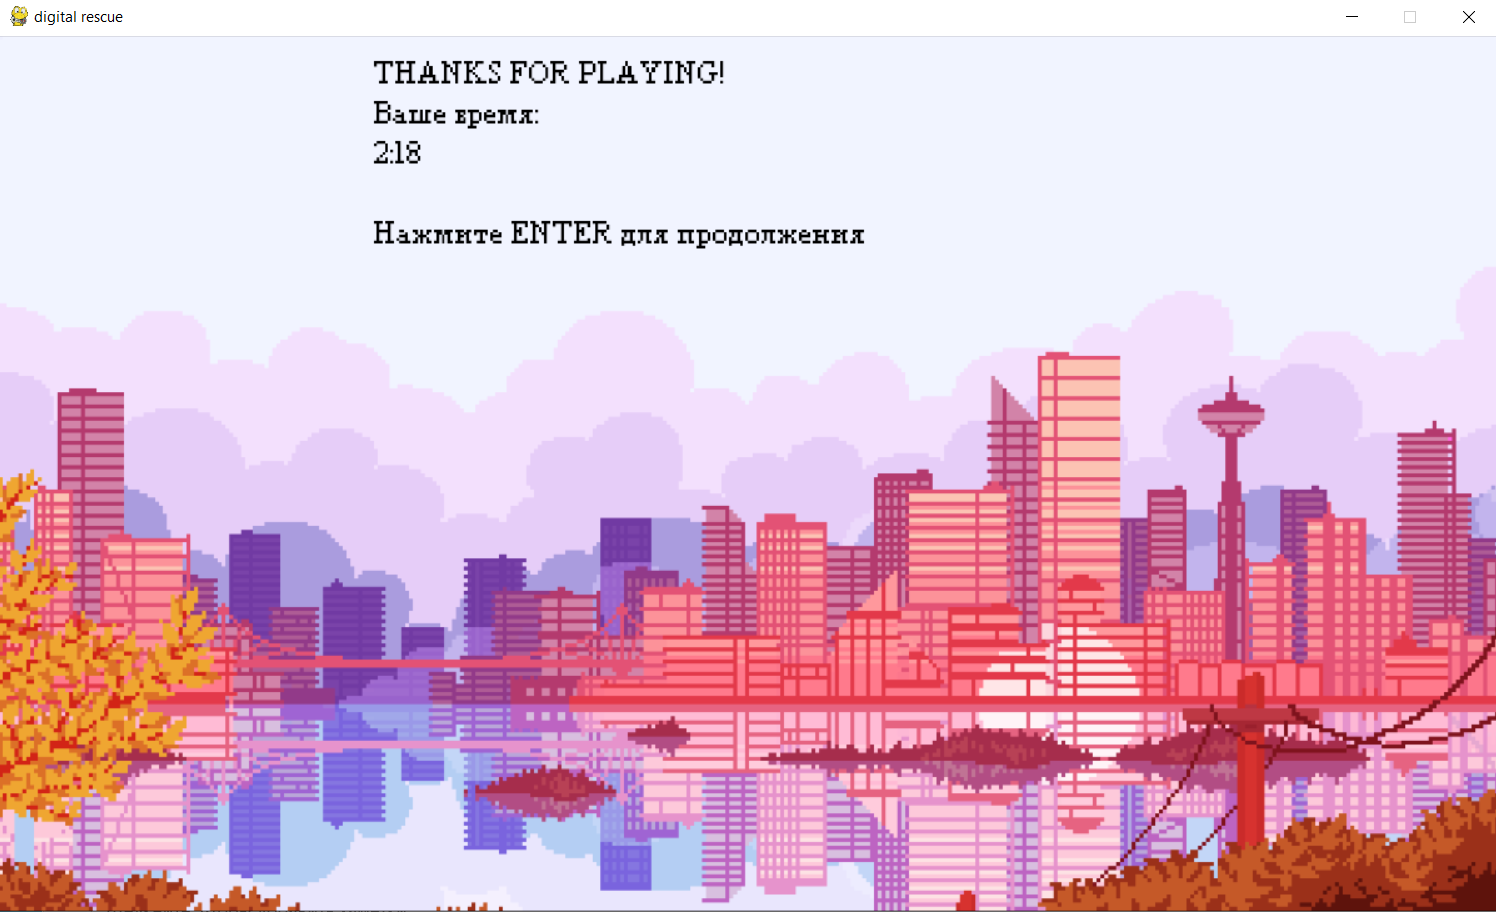 digital rescue
THANKS FOR PLAYING!
Ваше время:
2:18
Нажмите ENTER для продолжения